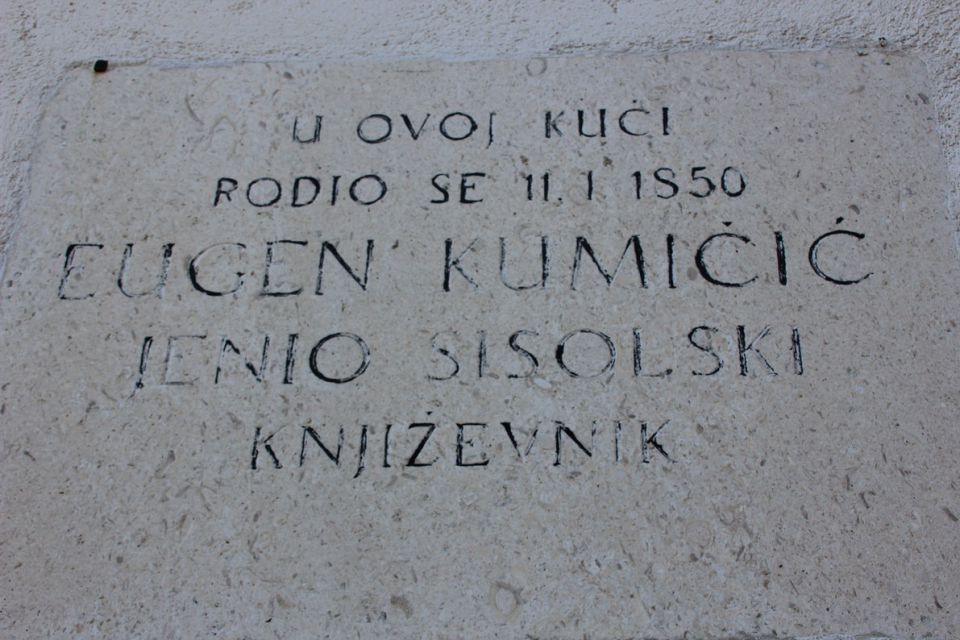 U OVOJ KUĆI
RODIO SE 11. I 1850
EUGEN KUMIČIĆ
JENIO SISOLSKI
KNJIŽEVNIK